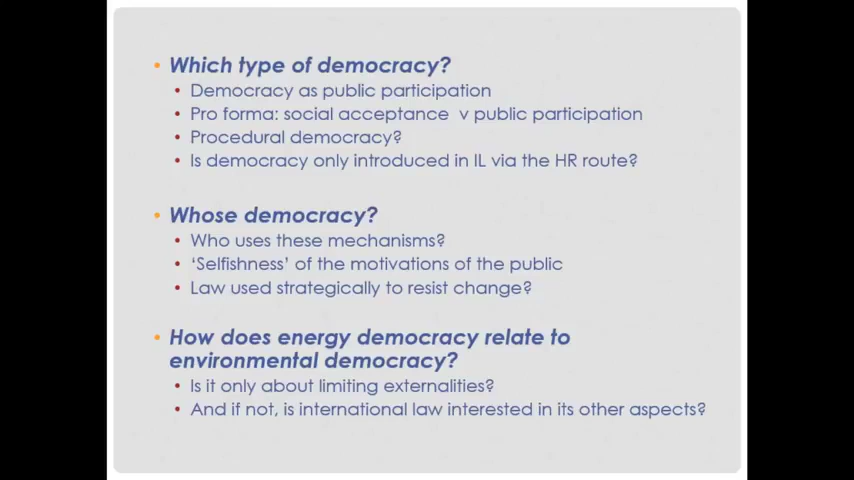 • Which type of democracy?
• Democracy as public participation
• Pro forma: social acceptance v public participation
• Procedural democracy?
• Is democracy only introduced in IL via the HR route?
• Whose democracy?
• Who uses these mechanisms?
• ‘Selfishness’ of the motivations of the public
• Law used strategically to resist change?
• How does energy democracy relate to
environmental democracy?
• Is it only about limiting externalities?
• And if not, is international law interested in its other aspects?